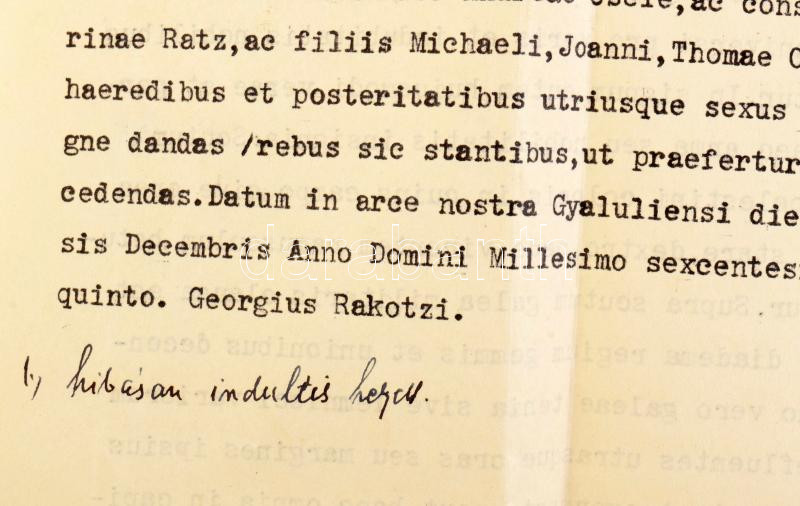 rinae Ratz,ac filiis Michaeli,Joanni,Thomae C
haeredibus et posteritatibus utriusque sexus
gne dandas /rebus sic stantibus,ut praefertur
cedendas.Datum in arce nostra Gyaluliensi die
sis Decembris Anno Domini Millesimo sexcentes
quinto. Georgius Rakotzi.
1, hibásan indultis helyett.
darabanth